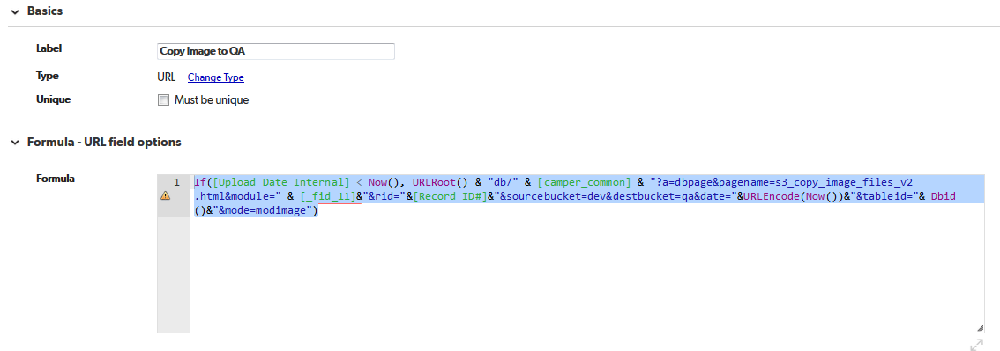 Basics
Label Copy Image to QA
Type URL Change Type
Unique Must be unique
Formula - URL field options
Formula 1 If([Upload Date Internal] < Now(), URLRoot() & "db/" & [camper_common] & "?a=dbpage&pagename=s3_copy_image_files_v2
.html&module=" & [_fid_11]&"&rid="&[Record ID#]&"&sourcebucket=dev&destbucket=qa&date="&URLEncode(Now())&"&tableid="& Dbid
()&"&mode=modimage")